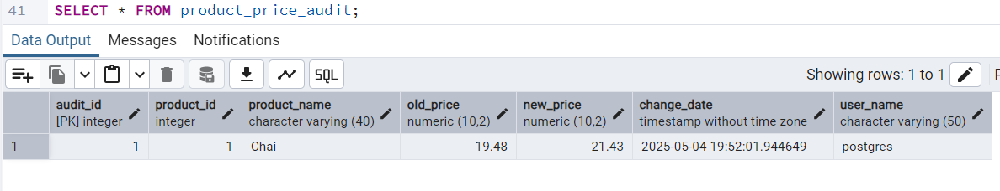 41 SELECT * FROM product_price_audit;
Data Output Messages Notifications
SQL Showing rows: 1 to 1
audit_id product_id product_name old_price new_price change_date user_name
[PK] integer integer character varying (40) numeric (10,2) numeric (10,2) timestamp without time zone character varying (50)
1 1 1 Chai 19.48 21.43 2025-05-04 19:52:01.944649 postgres